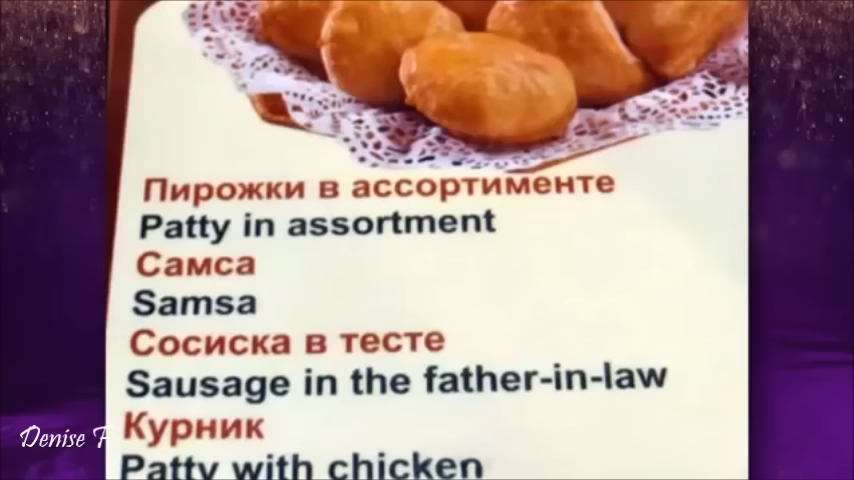 Пирожки в ассортименте
Patty in assortment
Самса
Samsa
Сосиска в тесте
Sausage in the father-in-law
Курник
Patty with chicken
Denise